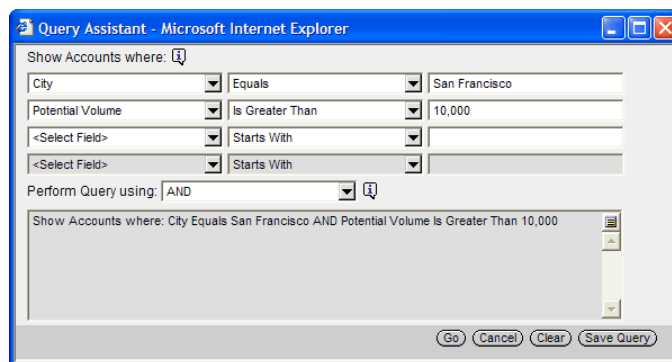 Query Assistant - Microsoft Internet Explorer
Show Accounts where:
City Equals San Francisco
Potential Volume Is Greater Than 10,000
<Select Field> Starts With
<Select Field> Starts With
Perform Query using: AND
Show Accounts where: City Equals San Francisco AND Potential Volume Is Greater Than 10,000
Go Cancel Clear Save Query